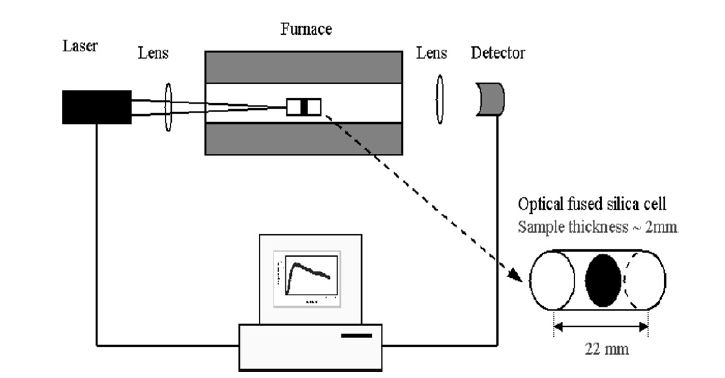 Furnace
Laser
Lens
Lens
Detector
Optical fused silica cell
Sample thickness ~ 2mm
22 mm